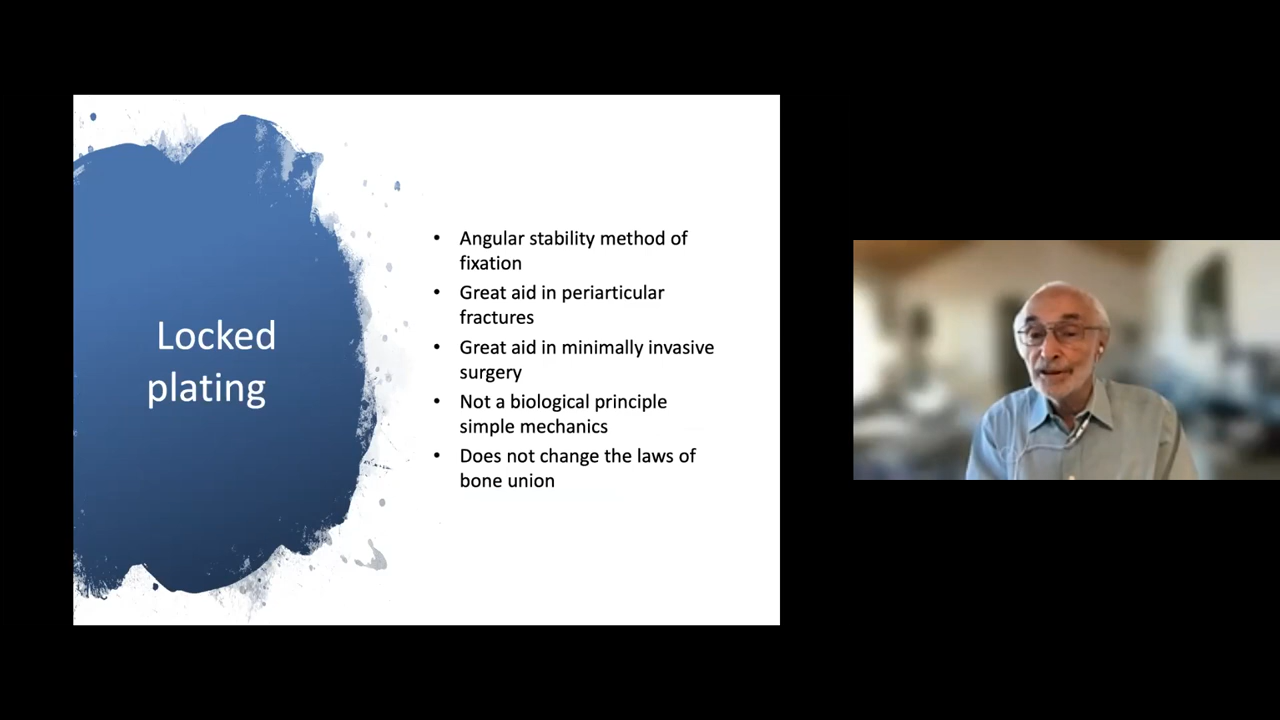 Locked
plating
• Angular stability method of
fixation
• Great aid in periarticular
fractures
• Great aid in minimally invasive
surgery
• Not a biological principle
simple mechanics
• Does not change the laws of
bone union